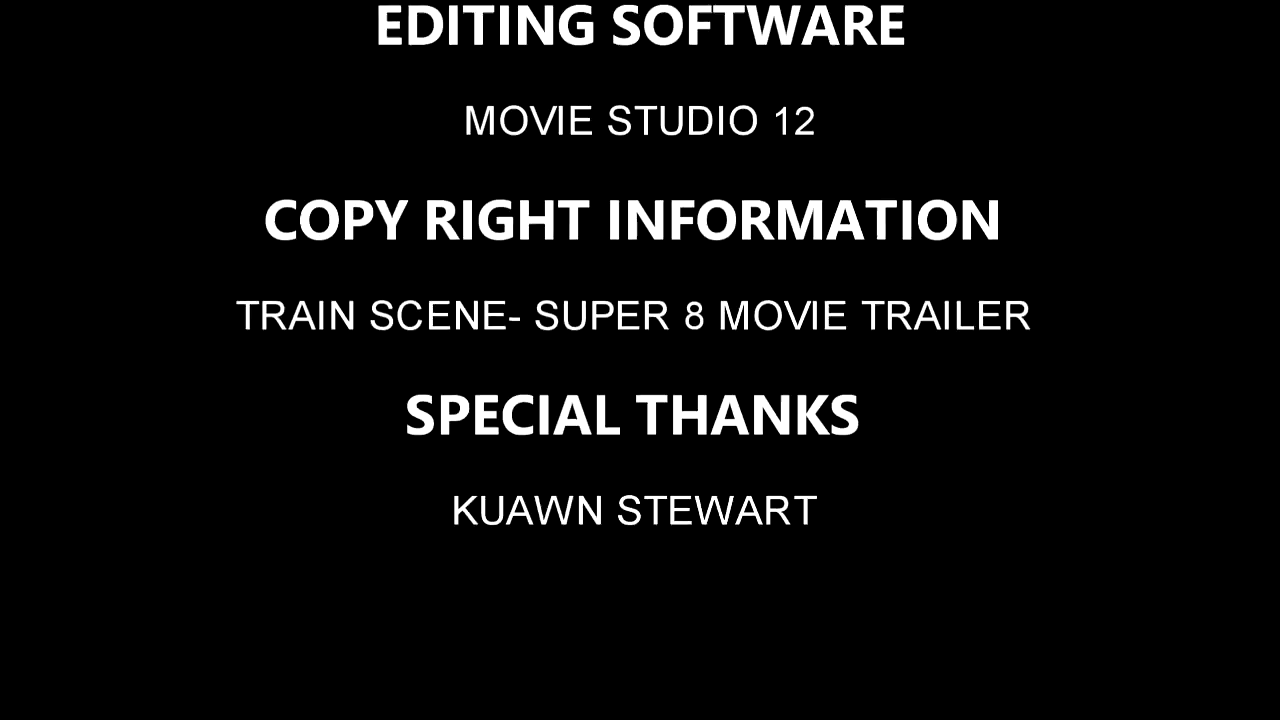 EDITING SOFTWARE
MOVIE STUDIO 12
COPY RIGHT INFORMATION
TRAIN SCENE- SUPER 8 MOVIE TRAILER
SPECIAL THANKS
KUAWN STEWART